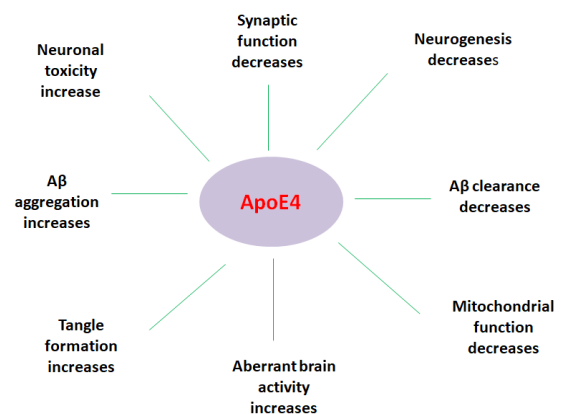 Synaptic
function
decreases
Neurogenesis
decreases
Neuronal
toxicity
increase
Aβ
aggregation
increases
ApoE4
Aβ clearance
decreases
Tangle
formation
increases
Mitochondrial
function
decreases
Aberrant brain
activity
increases